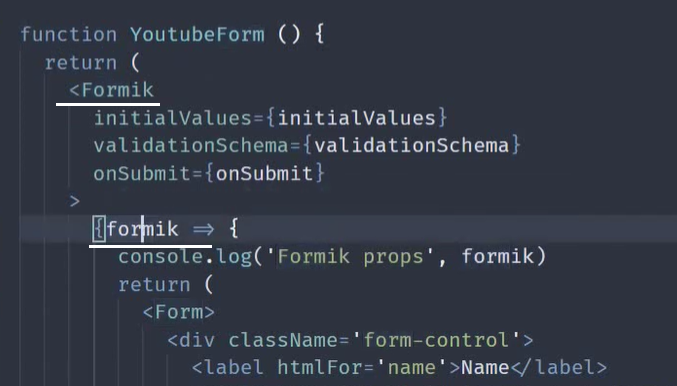 function YoutubeForm () {
return (
<Formik
initialValues={initialValues}
validationSchema={validationSchema}
onSubmit={onSubmit}
>
{formik => {
console.log('Formik props', formik)
return (
<Form>
<div className='form-control'>
<label htmlFor='name'>Name</label>